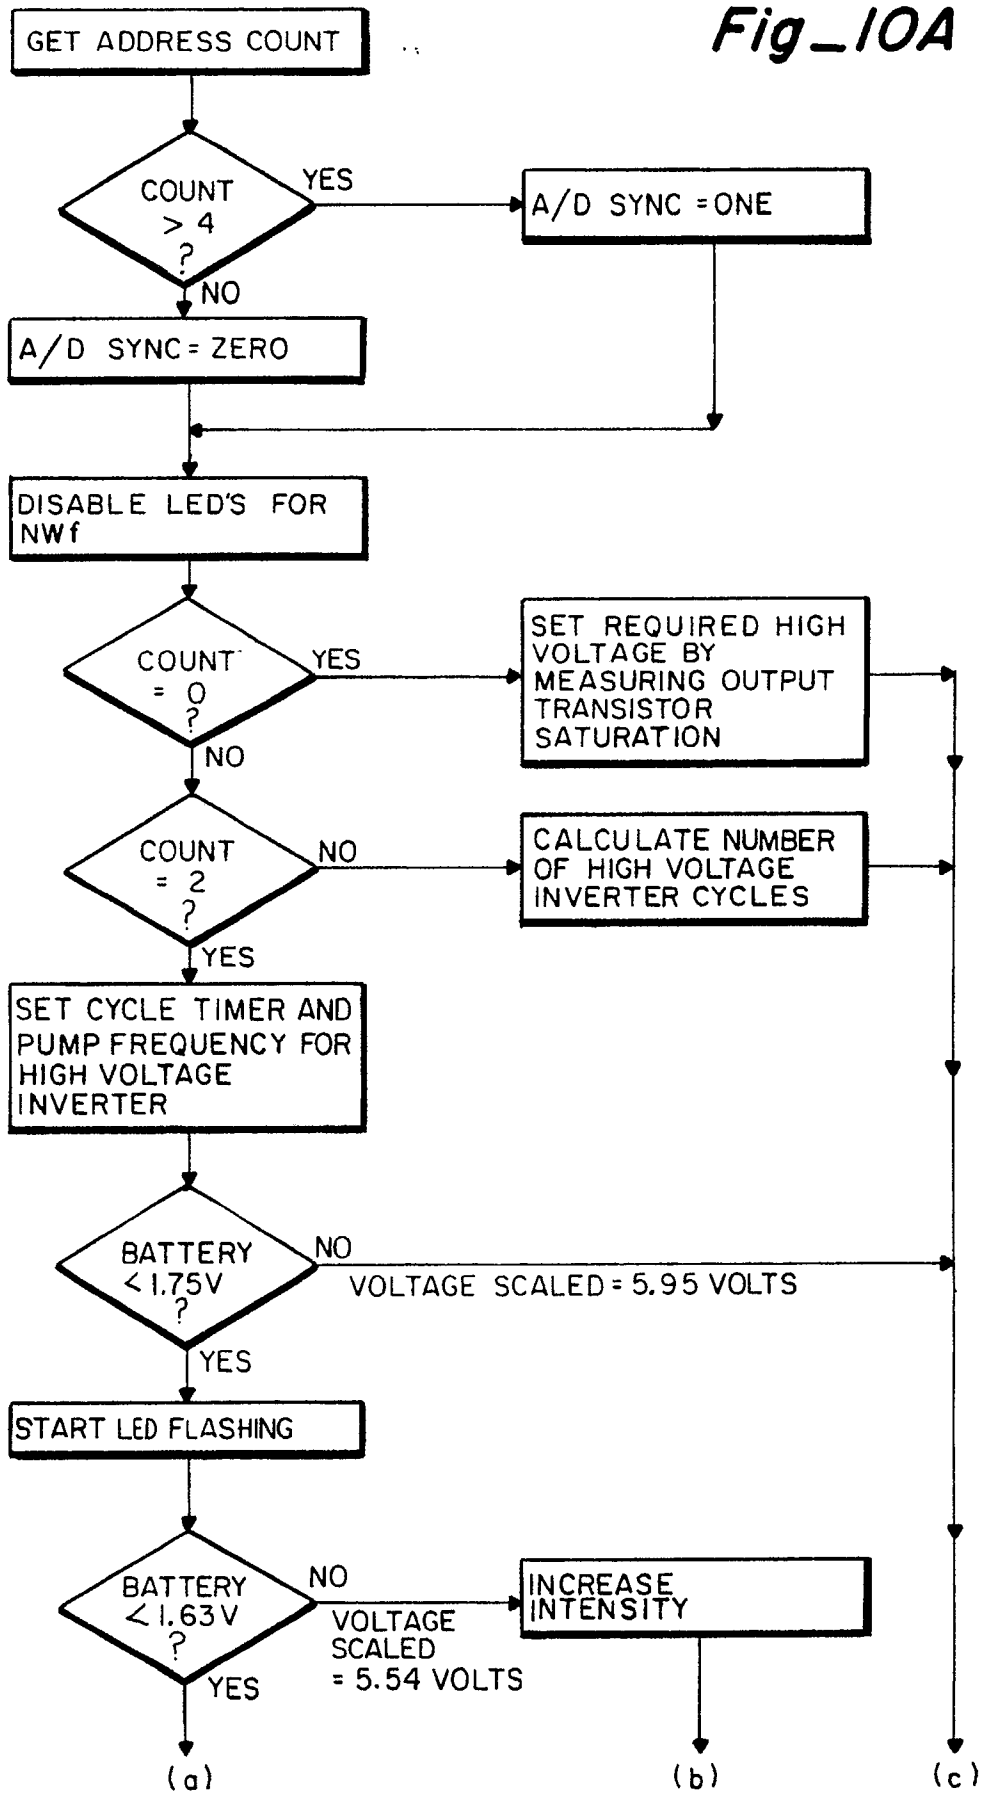 Fig_10A
GET ADDRESS COUNT
COUNT
> 4
?
YES
NO
A/D SYNC = ONE
A/D SYNC = ZERO
DISABLE LED'S FOR
NWf
COUNT
= 0
?
YES
NO
SET REQUIRED HIGH
VOLTAGE BY
MEASURING OUTPUT
TRANSISTOR
SATURATION
COUNT
= 2
?
NO
YES
CALCULATE NUMBER
OF HIGH VOLTAGE
INVERTER CYCLES
SET CYCLE TIMER AND
PUMP FREQUENCY FOR
HIGH VOLTAGE
INVERTER
BATTERY
< 1.75V
?
NO
VOLTAGE SCALED = 5.95 VOLTS
YES
START LED FLASHING
BATTERY
< 1.63V
?
NO
VOLTAGE
SCALED
= 5.54 VOLTS
YES
INCREASE
INTENSITY
(a)
(b)
(c)